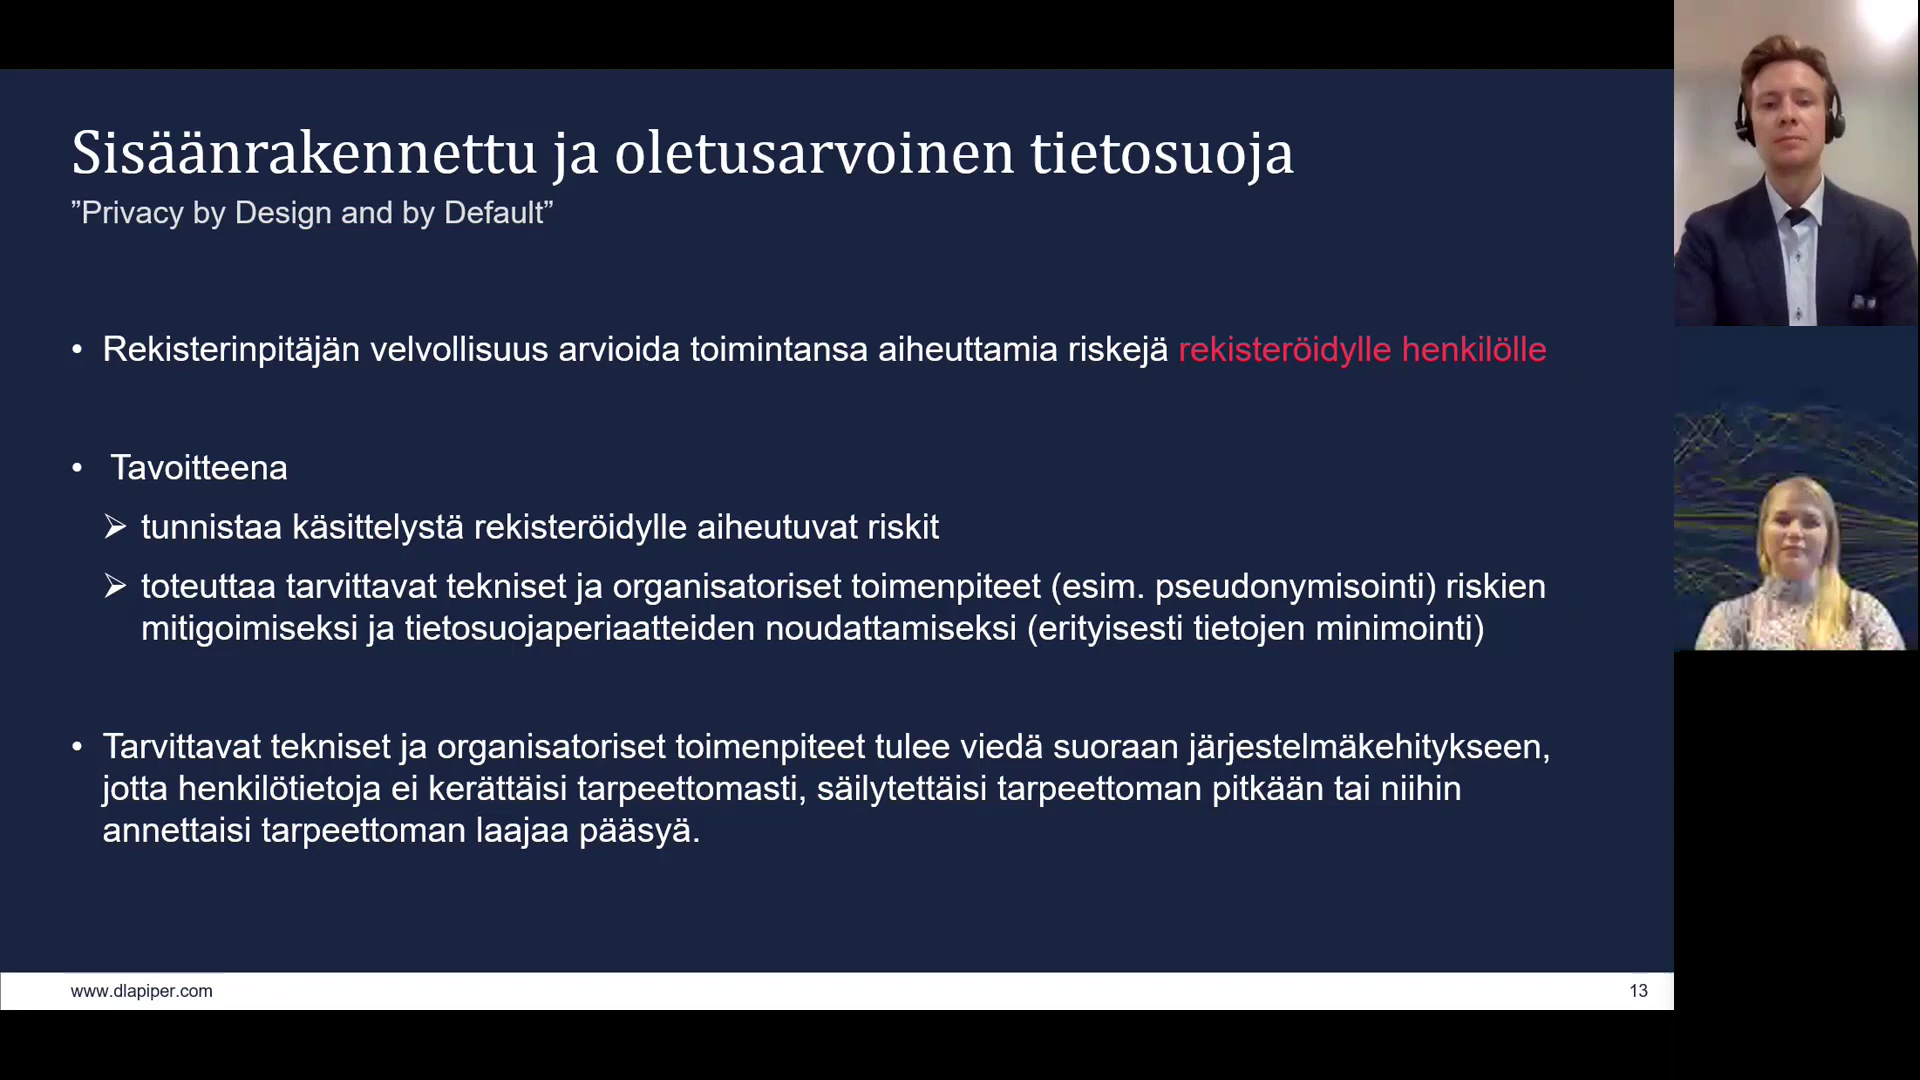 Sisäänrakennettu ja oletusarvoinen tietosuoja
”Privacy by Design and by Default”
• Rekisterinpitäjän velvollisuus arvioida toimintansa aiheuttamia riskejä rekisteröidylle henkilölle
• Tavoitteena
➢ tunnistaa käsittelystä rekisteröidylle aiheutuvat riskit
➢ toteuttaa tarvittavat tekniset ja organisatoriset toimenpiteet (esim. pseudonymisointi) riskien
mitigoimiseksi ja tietosuojaperiaatteiden noudattamiseksi (erityisesti tietojen minimointi)
• Tarvittavat tekniset ja organisatoriset toimenpiteet tulee viedä suoraan järjestelmäkehitykseen,
jotta henkilötietoja ei kerättäisi tarpeettomasti, säilytettäisi tarpeettoman pitkään tai niihin
annettaisi tarpeettoman laajaa pääsyä.
www.dlapiper.com
13